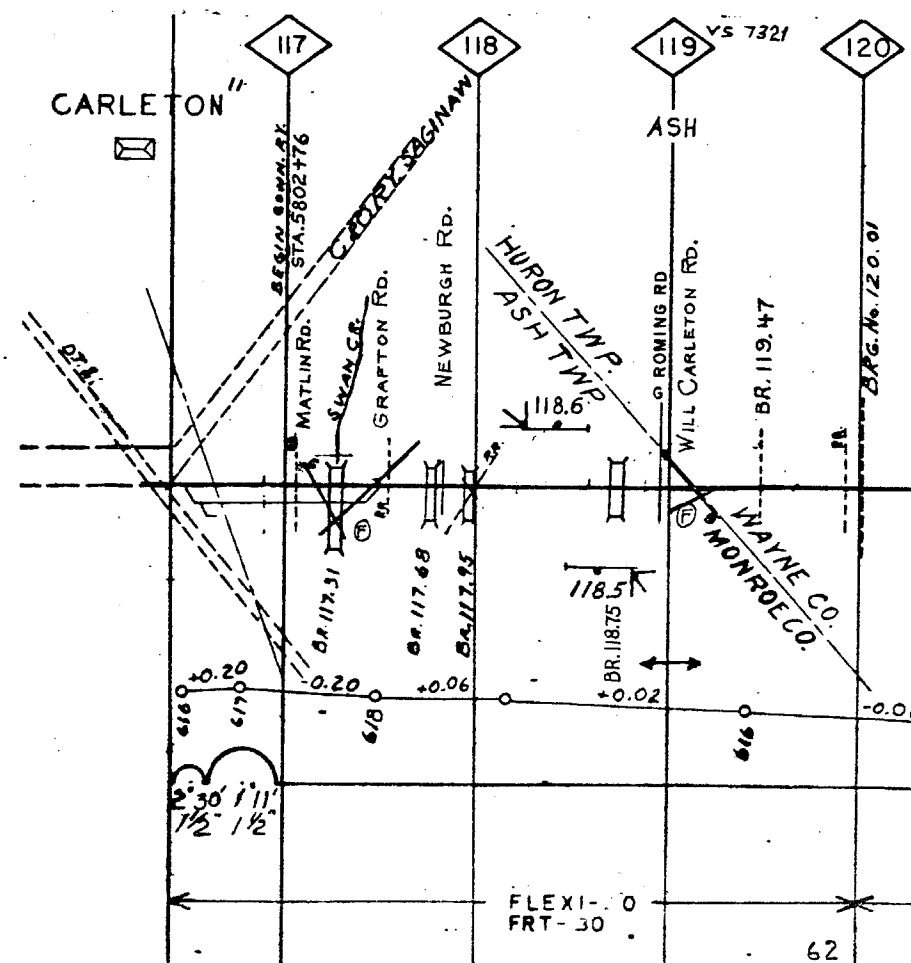 117
118
119
VS 7321
120
CARLETON"
ASH
BEGIN DOWN. RY.
STA. 5802+76
C&O RY. SAGINAW
MATLIN RD.
SWAN CR.
GRAFTON RD.
NEWBURGH RD.
HURON TWP.
ASH TWP
ROMING RD
WILL CARLETON RD.
BR. 119.47
BRG. No. 120.01
118.6
P.R.
F
P.R.
P.R.
F
WAYNE CO.
MONROE CO.
BR. 117.31
BR. 117.68
BR. 117.95
118.5
BR. 118.75
+0.20
-0.20
+0.06
+0.02
616
617
618
616
2° 30' 1° 11'
1½" 1½"
FRT- 30
62